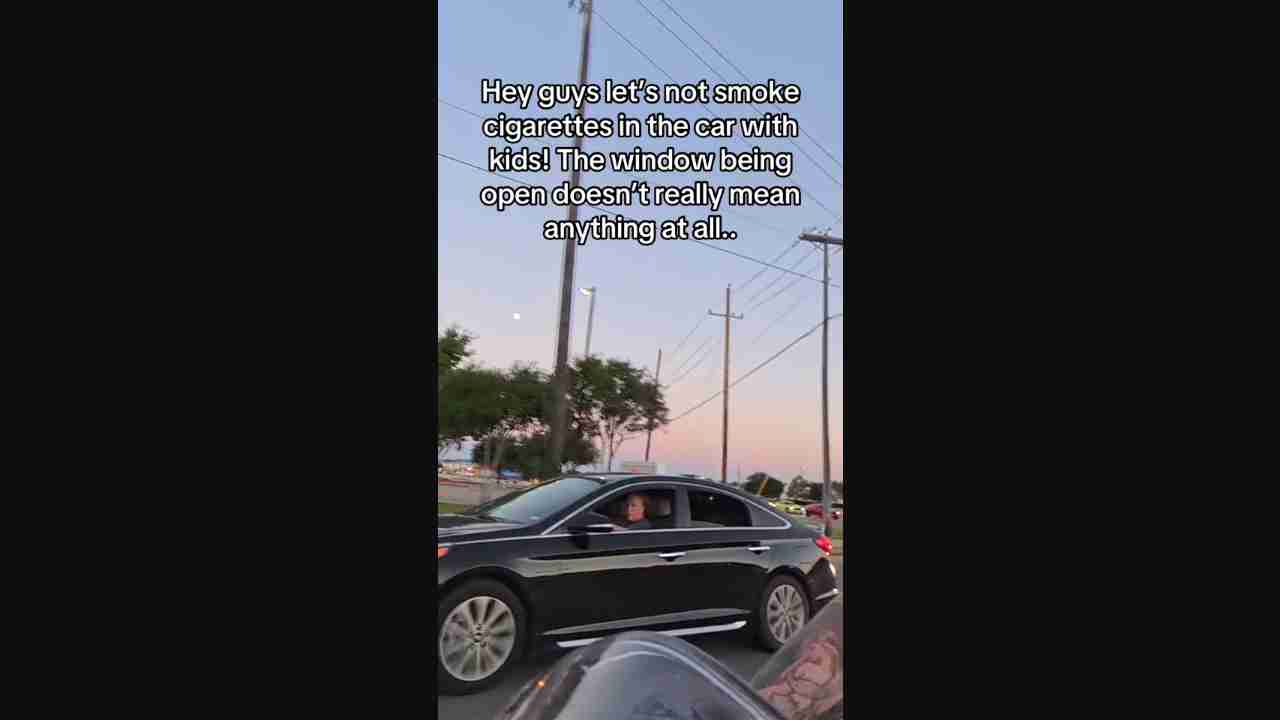 Hey guys let's not smoke
cigarettes in the car with
kids! The window being
open doesn't really mean
anything at all..